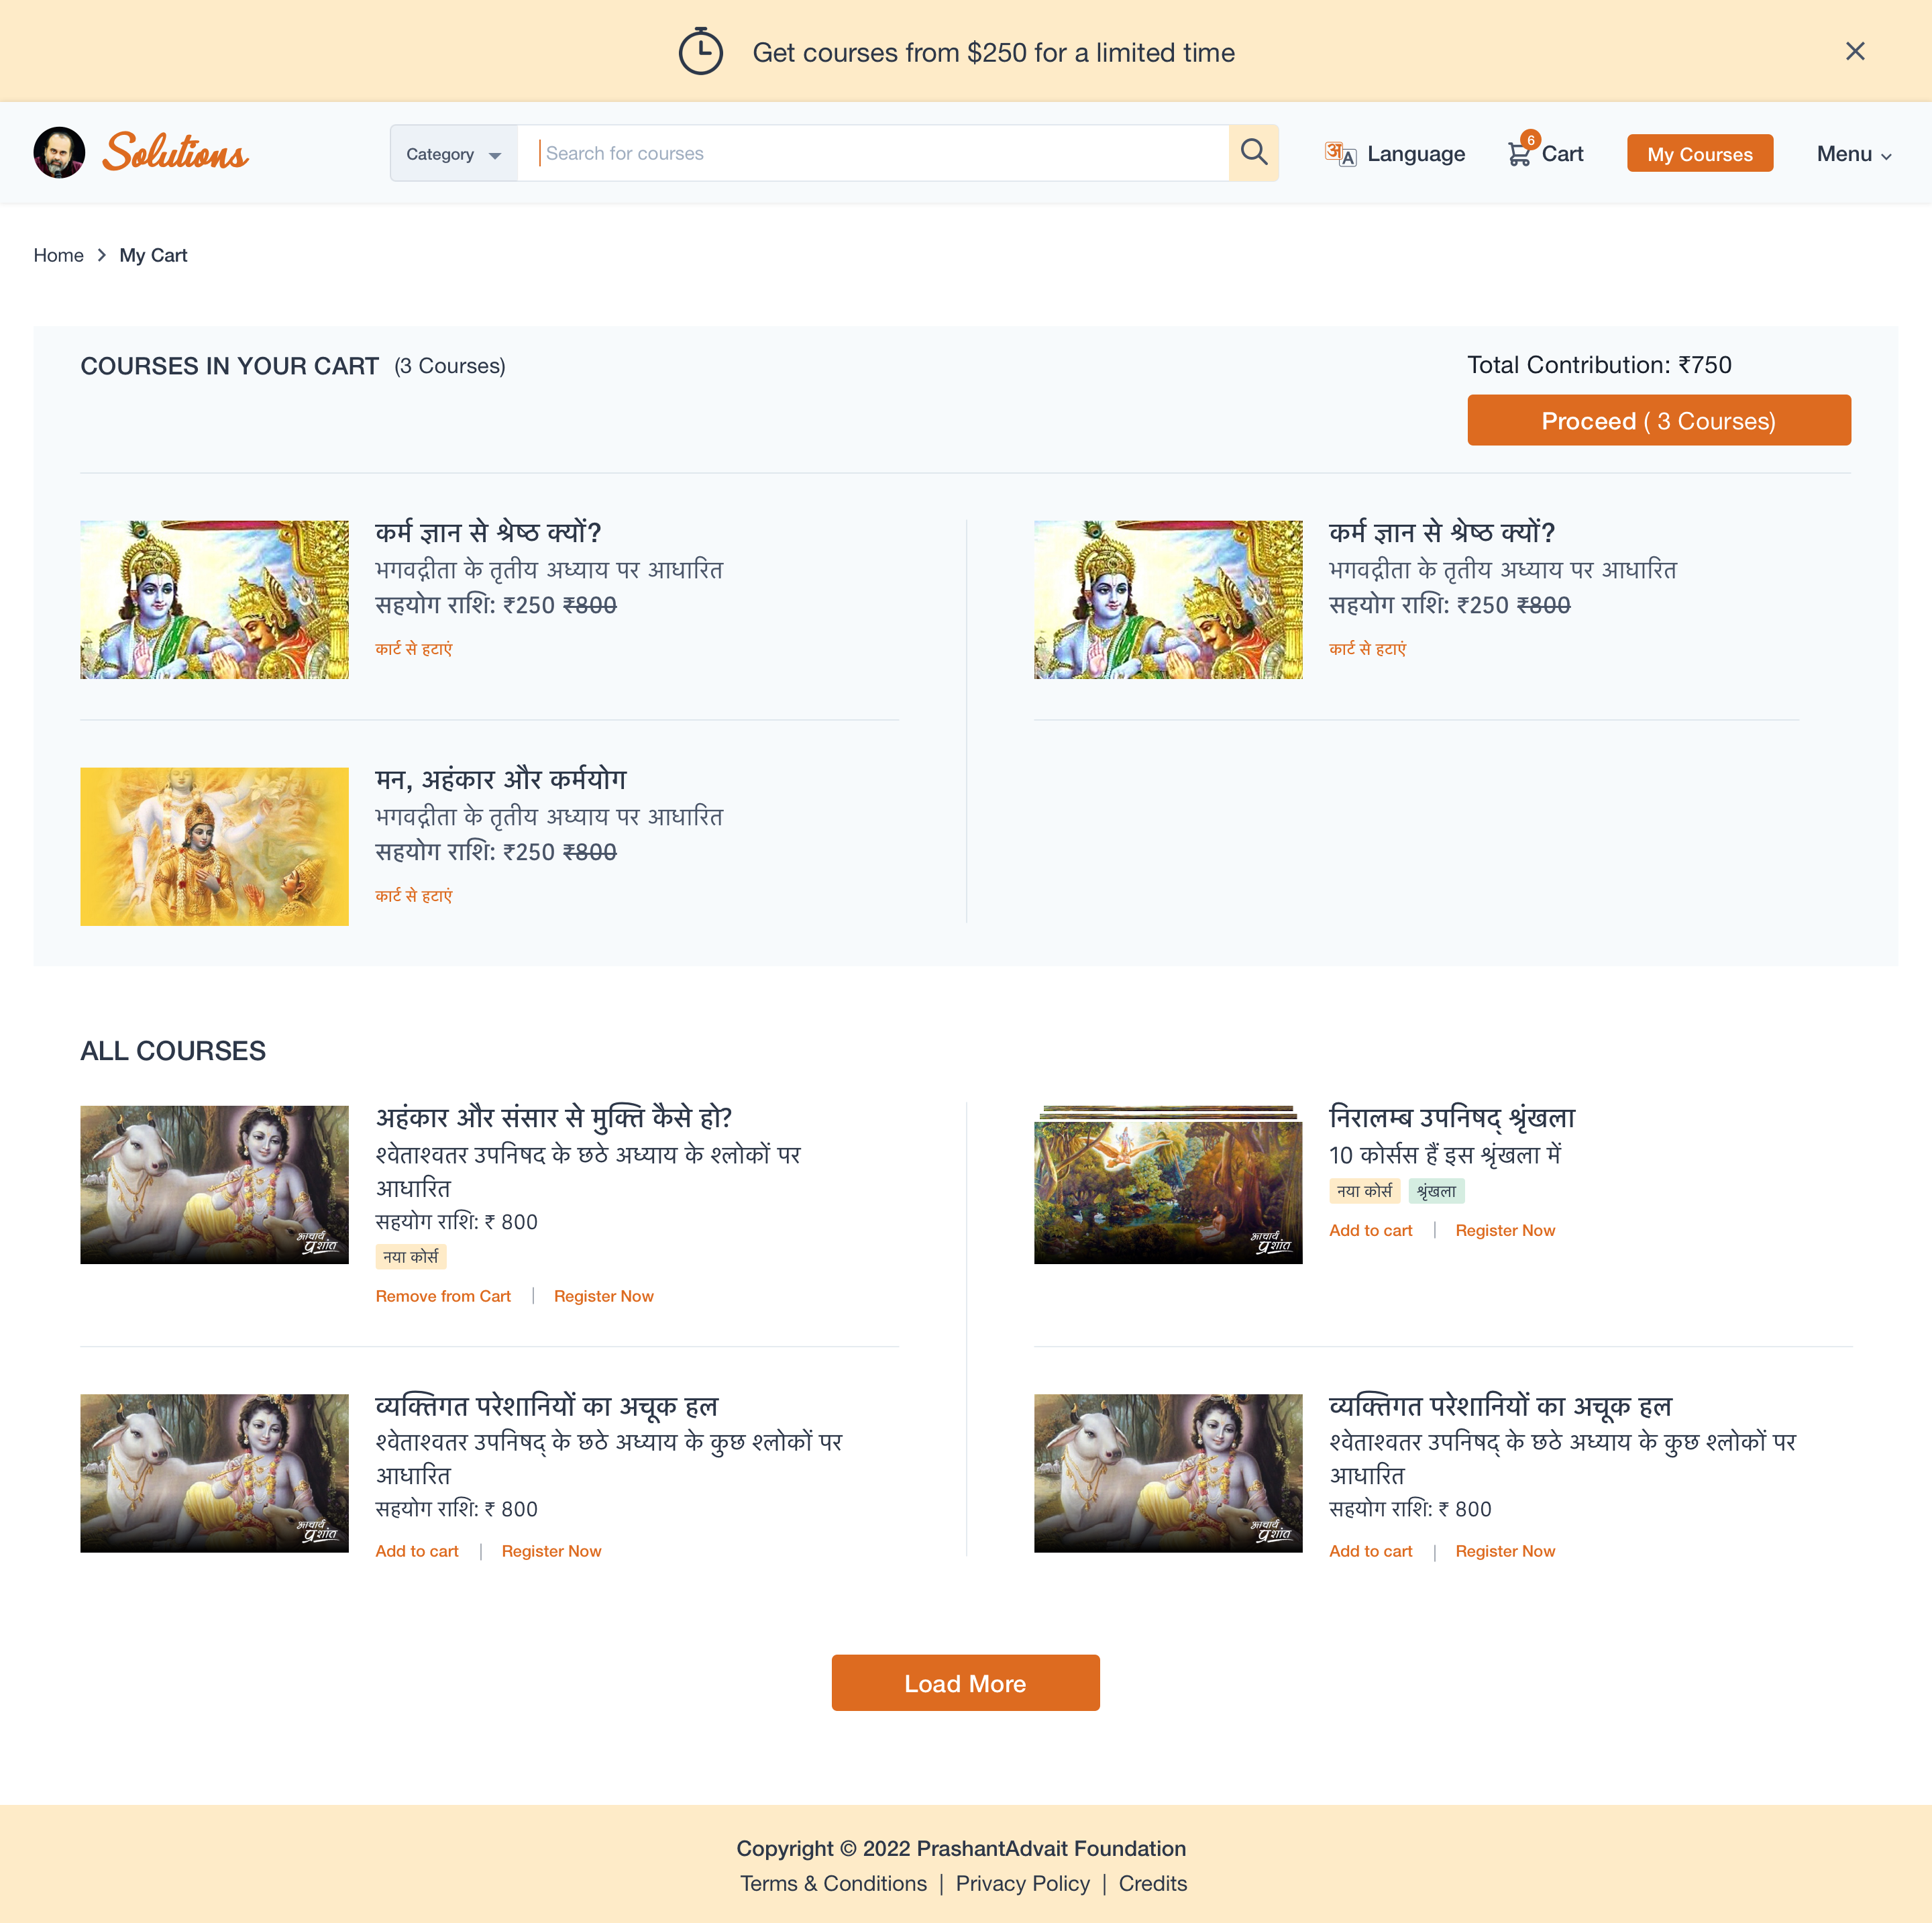 Get courses from $250 for a limited time
Solutions
Category
Search for courses
अ A Language
6 Cart
My Courses
Menu
Home > My Cart
COURSES IN YOUR CART (3 Courses)
Total Contribution: ₹750
Proceed ( 3 Courses)
कर्म ज्ञान से श्रेष्ठ क्यों?
भगवद्गीता के तृतीय अध्याय पर आधारित
सहयोग राशि: ₹250 ₹800
कार्ट से हटाएं
कर्म ज्ञान से श्रेष्ठ क्यों?
भगवद्गीता के तृतीय अध्याय पर आधारित
सहयोग राशि: ₹250 ₹800
कार्ट से हटाएं
मन, अहंकार और कर्मयोग
भगवद्गीता के तृतीय अध्याय पर आधारित
सहयोग राशि: ₹250 ₹800
कार्ट से हटाएं
ALL COURSES
आचार्य प्रशांत
अहंकार और संसार से मुक्ति कैसे हो?
श्वेताश्वतर उपनिषद के छठे अध्याय के श्लोकों पर
आधारित
सहयोग राशि: ₹ 800
नया कोर्स
Remove from Cart | Register Now
आचार्य प्रशांत
निरालम्ब उपनिषद् श्रृंखला
10 कोर्सस हैं इस श्रृंखला में
नया कोर्स श्रृंखला
Add to cart | Register Now
आचार्य प्रशांत
व्यक्तिगत परेशानियों का अचूक हल
श्वेताश्वतर उपनिषद् के छठे अध्याय के कुछ श्लोकों पर
आधारित
सहयोग राशि: ₹ 800
Add to cart | Register Now
आचार्य प्रशांत
व्यक्तिगत परेशानियों का अचूक हल
श्वेताश्वतर उपनिषद् के छठे अध्याय के कुछ श्लोकों पर
आधारित
सहयोग राशि: ₹ 800
Add to cart | Register Now
Load More
Copyright © 2022 PrashantAdvait Foundation
Terms & Conditions | Privacy Policy | Credits